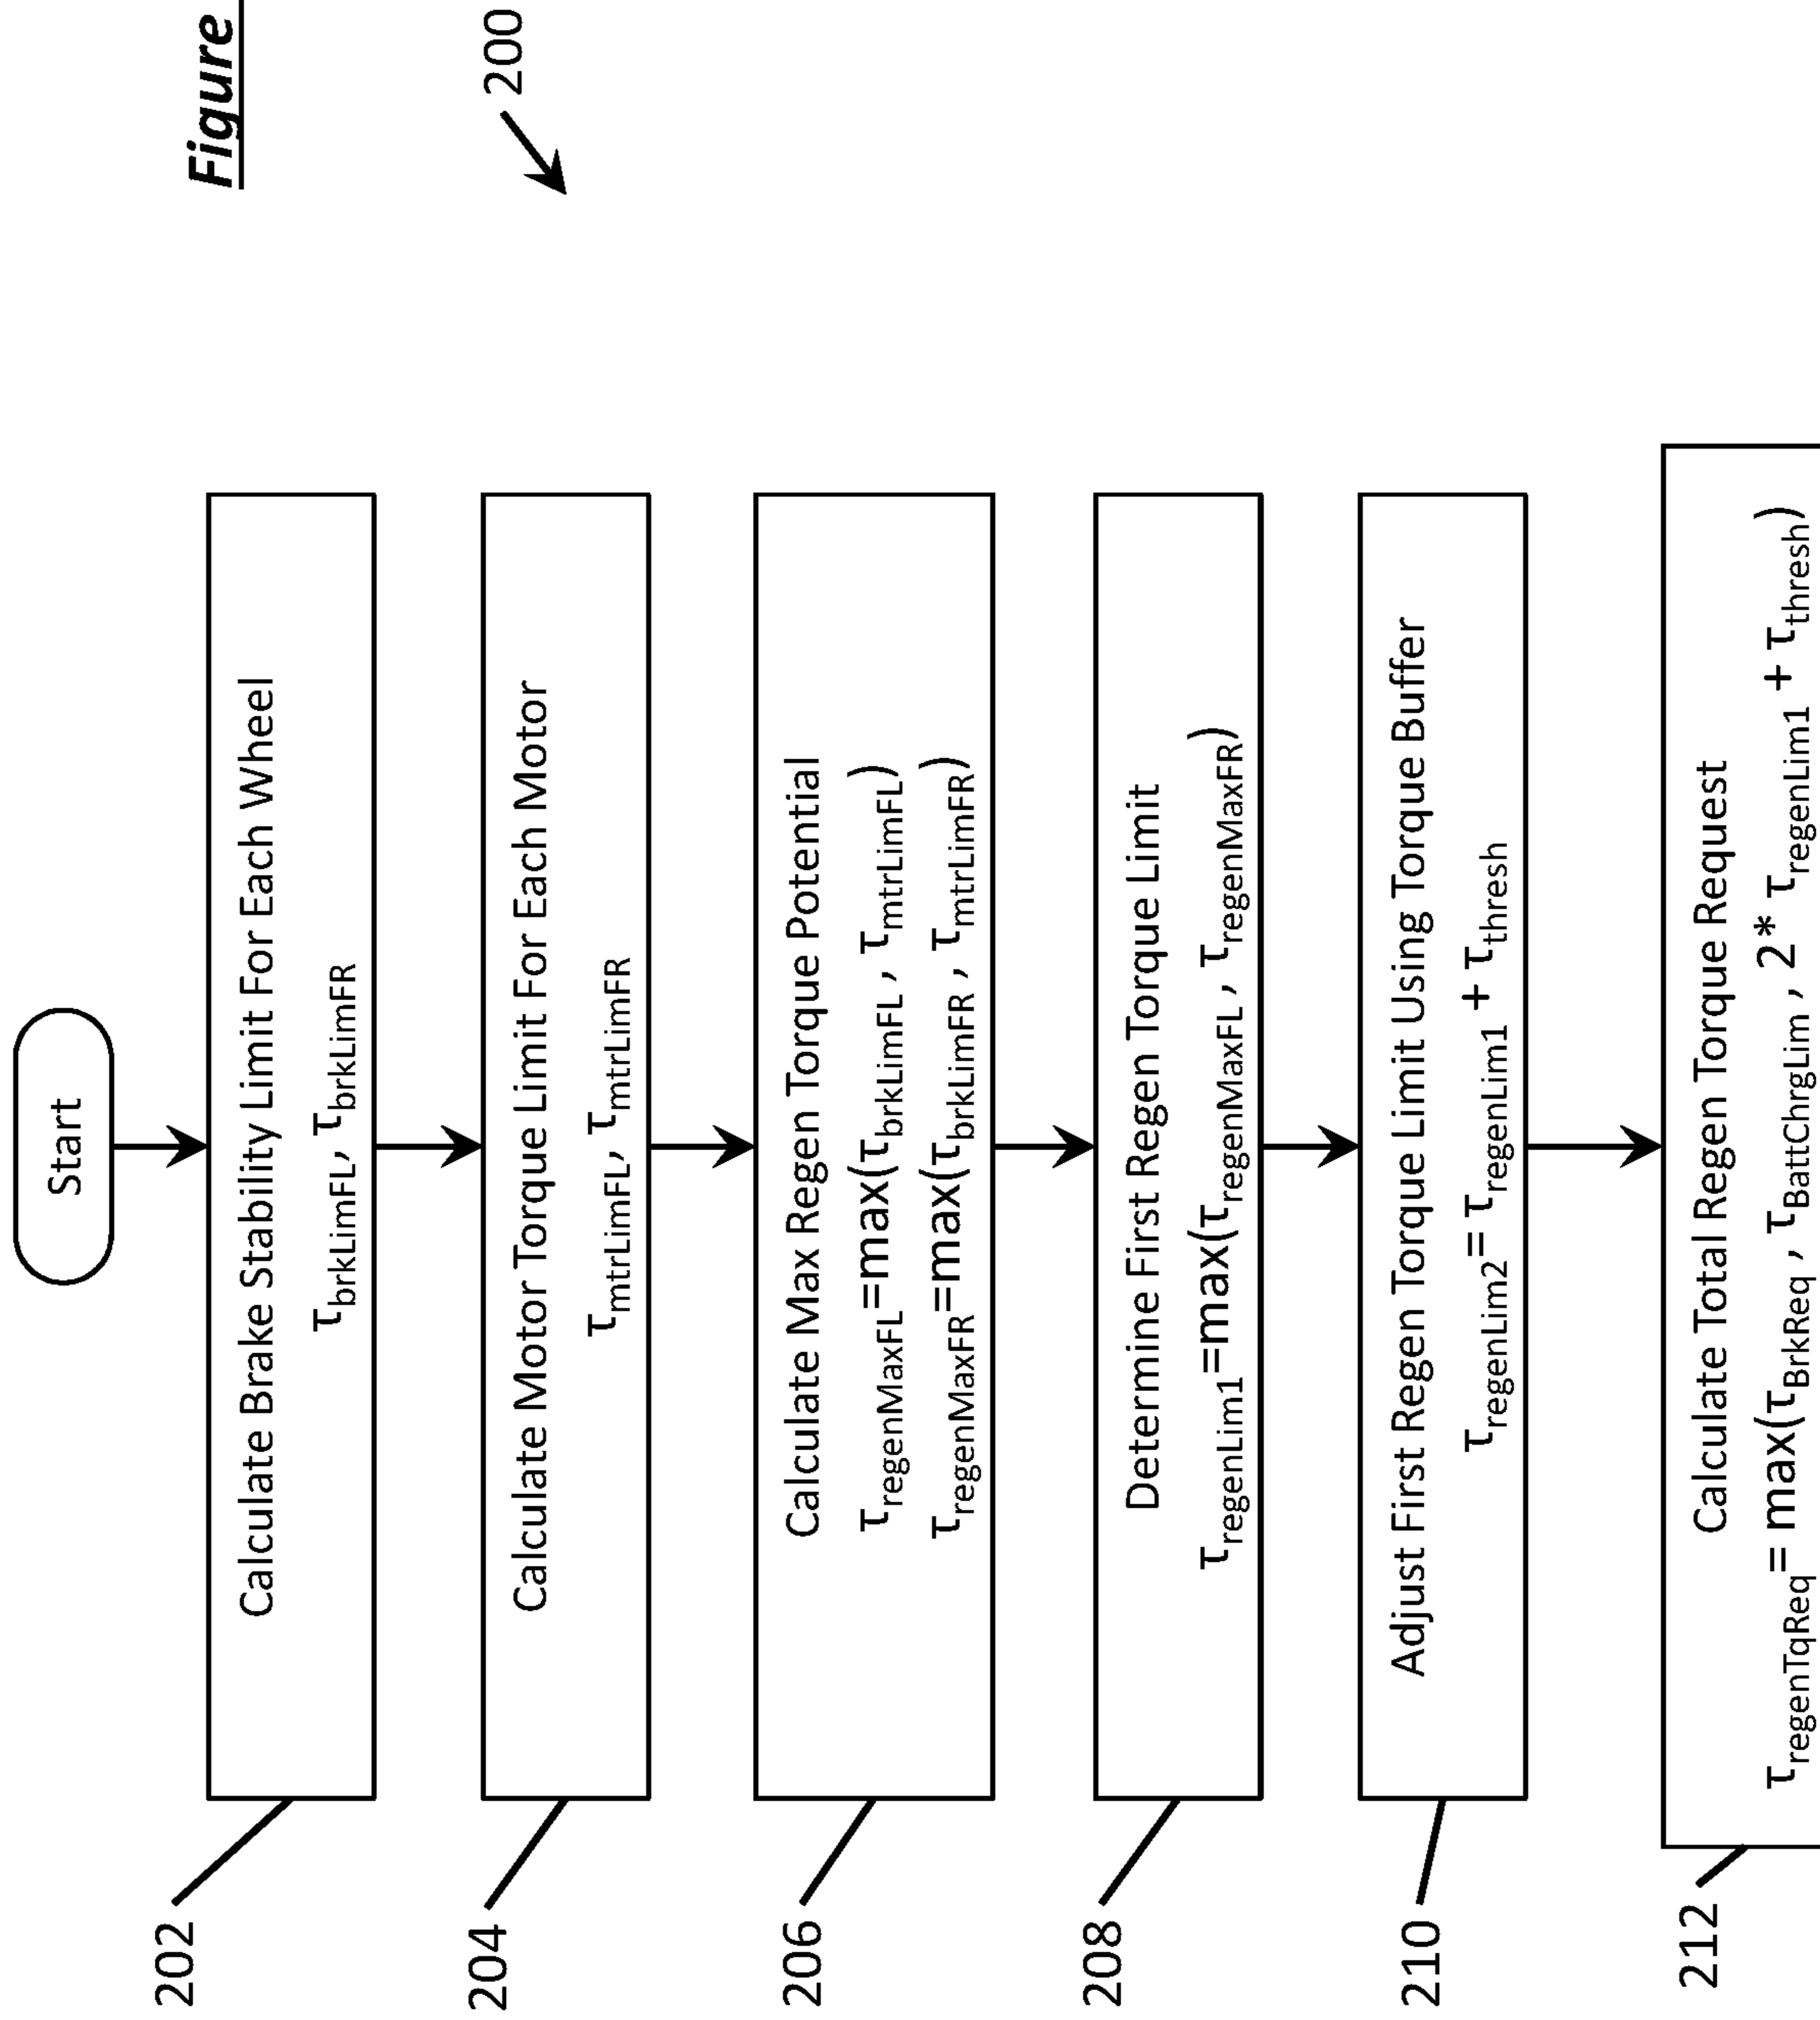 Figure
200
Start
202
Calculate Brake Stability Limit For Each Wheel
τbrkLimFL, τbrkLimFR
204
Calculate Motor Torque Limit For Each Motor
τmtrLimFL, τmtrLimFR
206
Calculate Max Regen Torque Potential
τregenMaxFL=max(τbrkLimFL , τmtrLimFL)
τregenMaxFR=max(τbrkLimFR , τmtrLimFR)
208
Determine First Regen Torque Limit
τregenLim1=max(τregenMaxFL , τregenMaxFR)
210
Adjust First Regen Torque Limit Using Torque Buffer
τregenLim2= τregenLim1 + τthresh
212
Calculate Total Regen Torque Request
τregenTqReq= max(τBrkReq , τBattChrgLim , 2* τregenLim1 + τthresh)